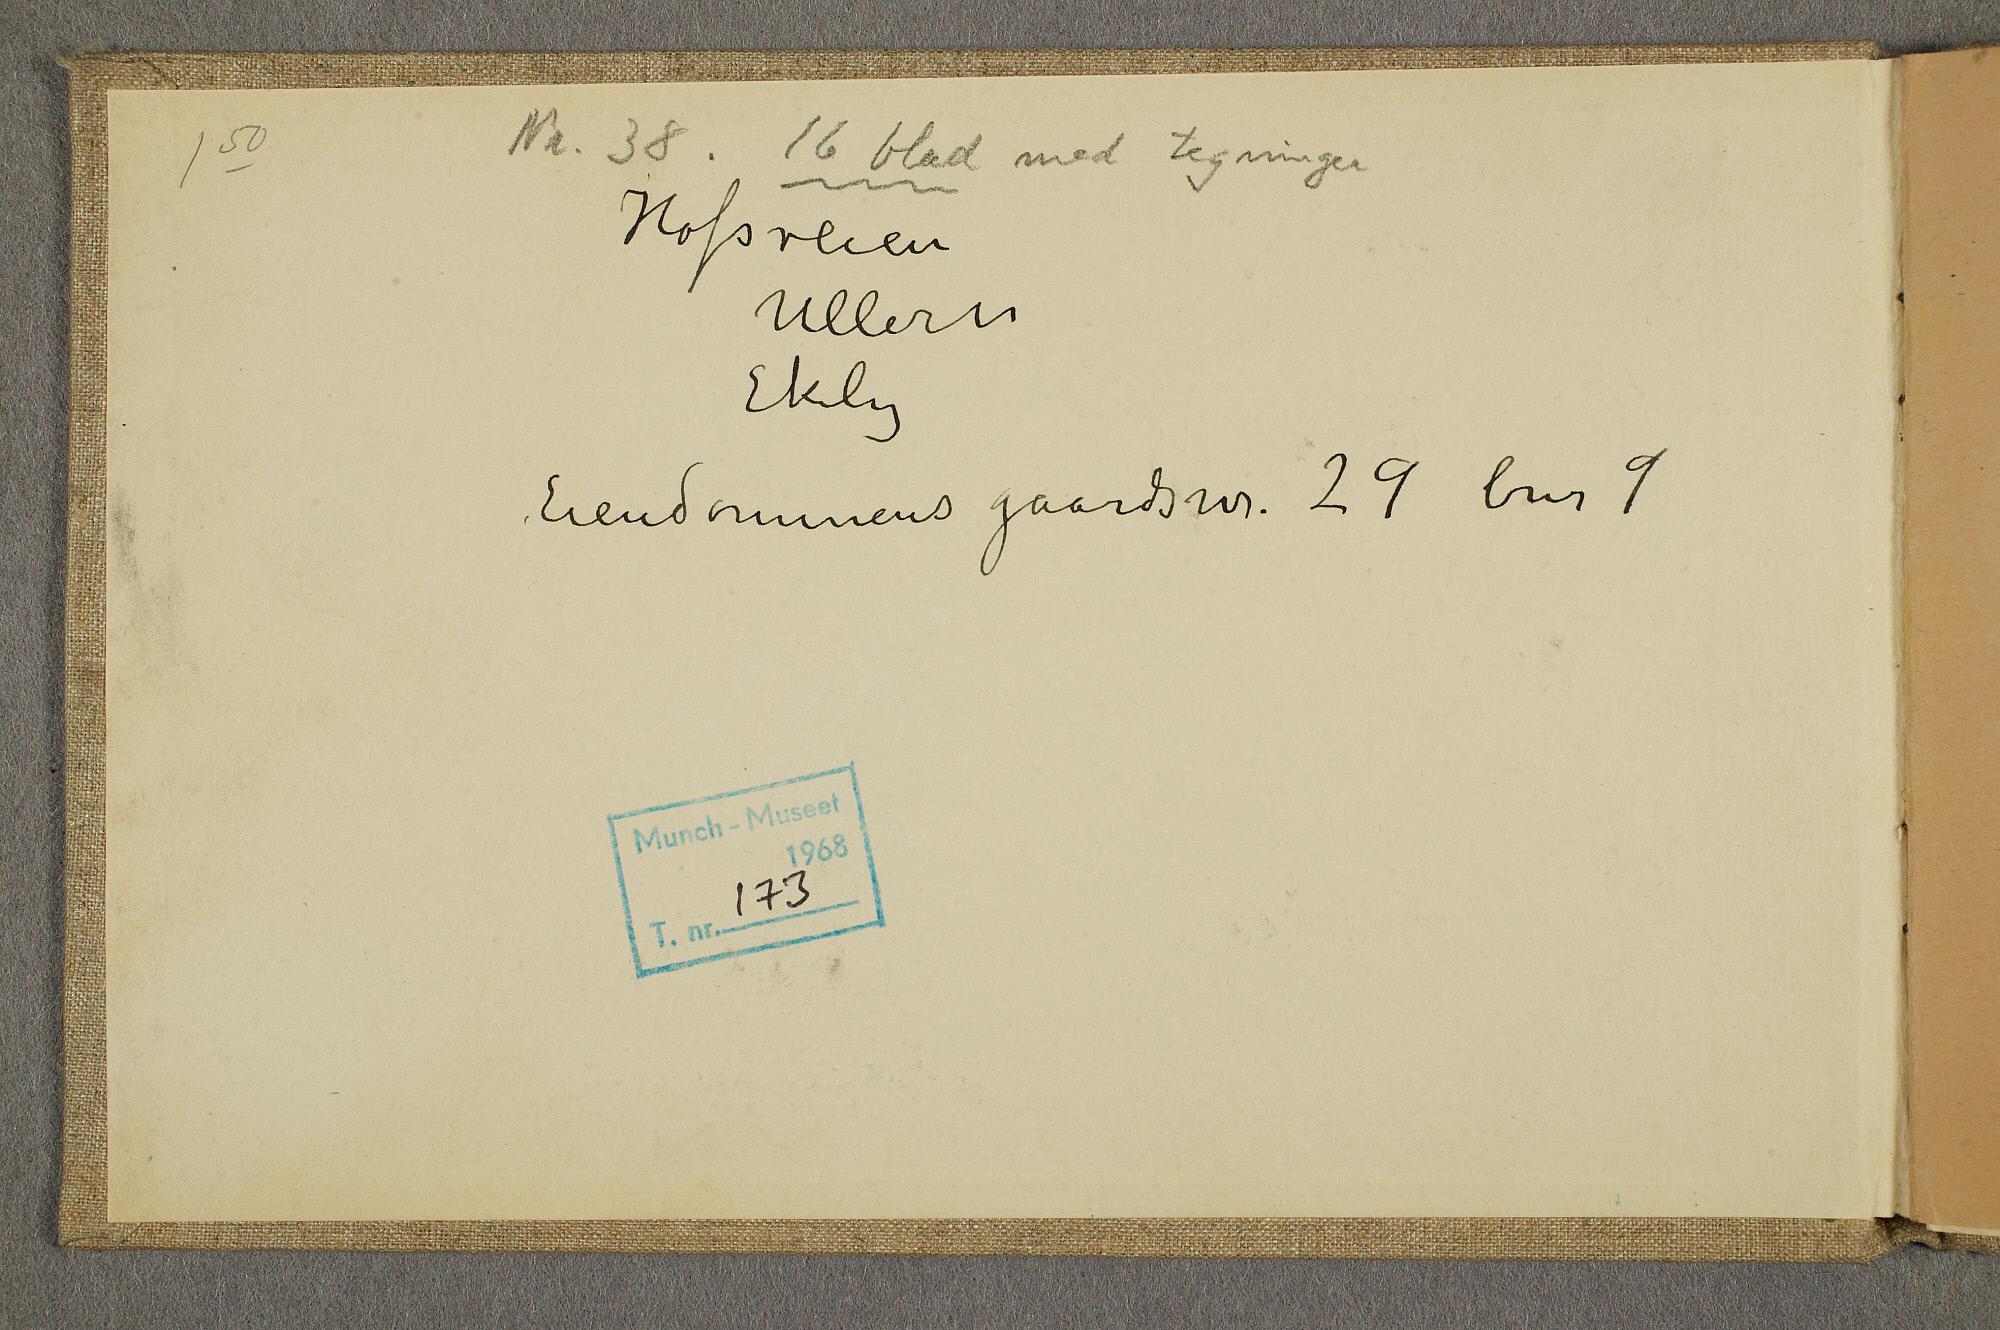 1 50
Nr. 38. 16 blad med tegninger
Hofsveien
Ullern
Ekely
Eiendommens gaardsnr. 29 bnr 9
Munch-Museet
1968
T. nr. 173